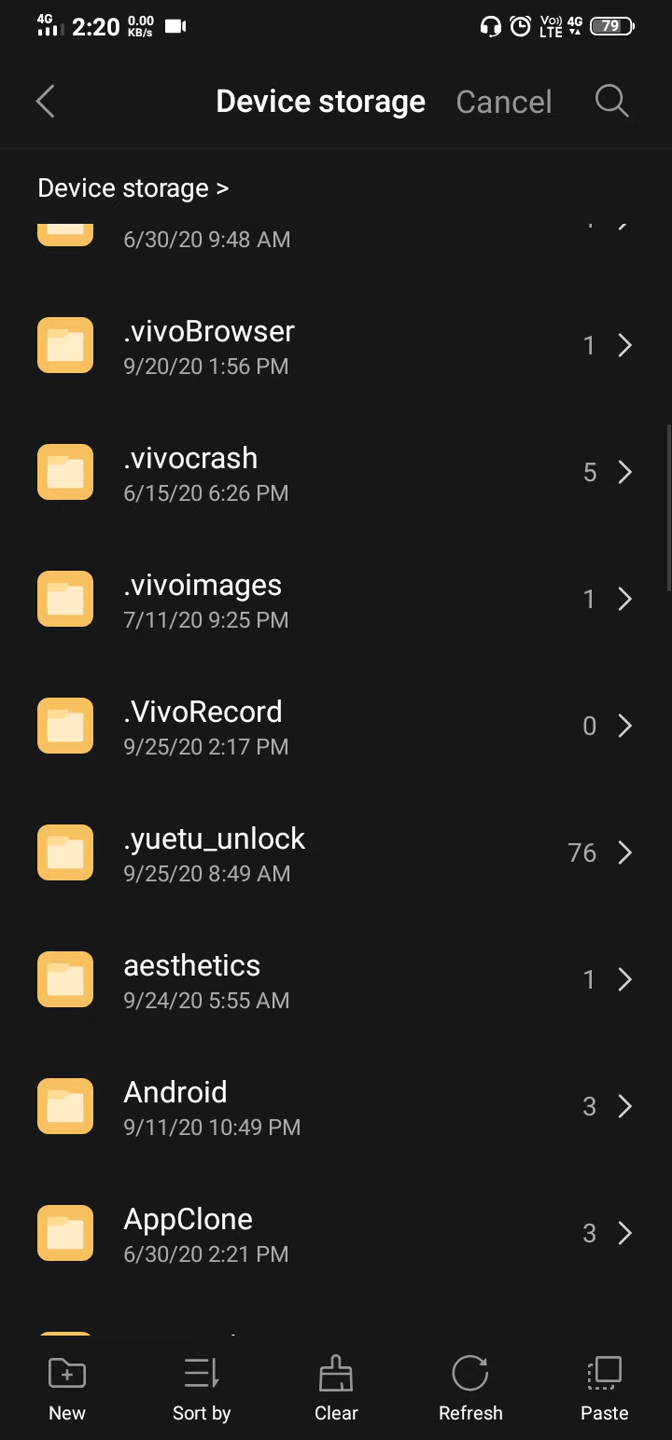 4G 2:20 0.00 KB/s Vo) LTE 4G 79
Device storage Cancel
Device storage >
6/30/20 9:48 AM
.vivoBrowser
9/20/20 1:56 PM 1
.vivocrash
6/15/20 6:26 PM 5
.vivoimages
7/11/20 9:25 PM 1
.VivoRecord
9/25/20 2:17 PM 0
.yuetu_unlock
9/25/20 8:49 AM 76
aesthetics
9/24/20 5:55 AM 1
Android
9/11/20 10:49 PM 3
AppClone
6/30/20 2:21 PM 3
New Sort by Clear Refresh Paste